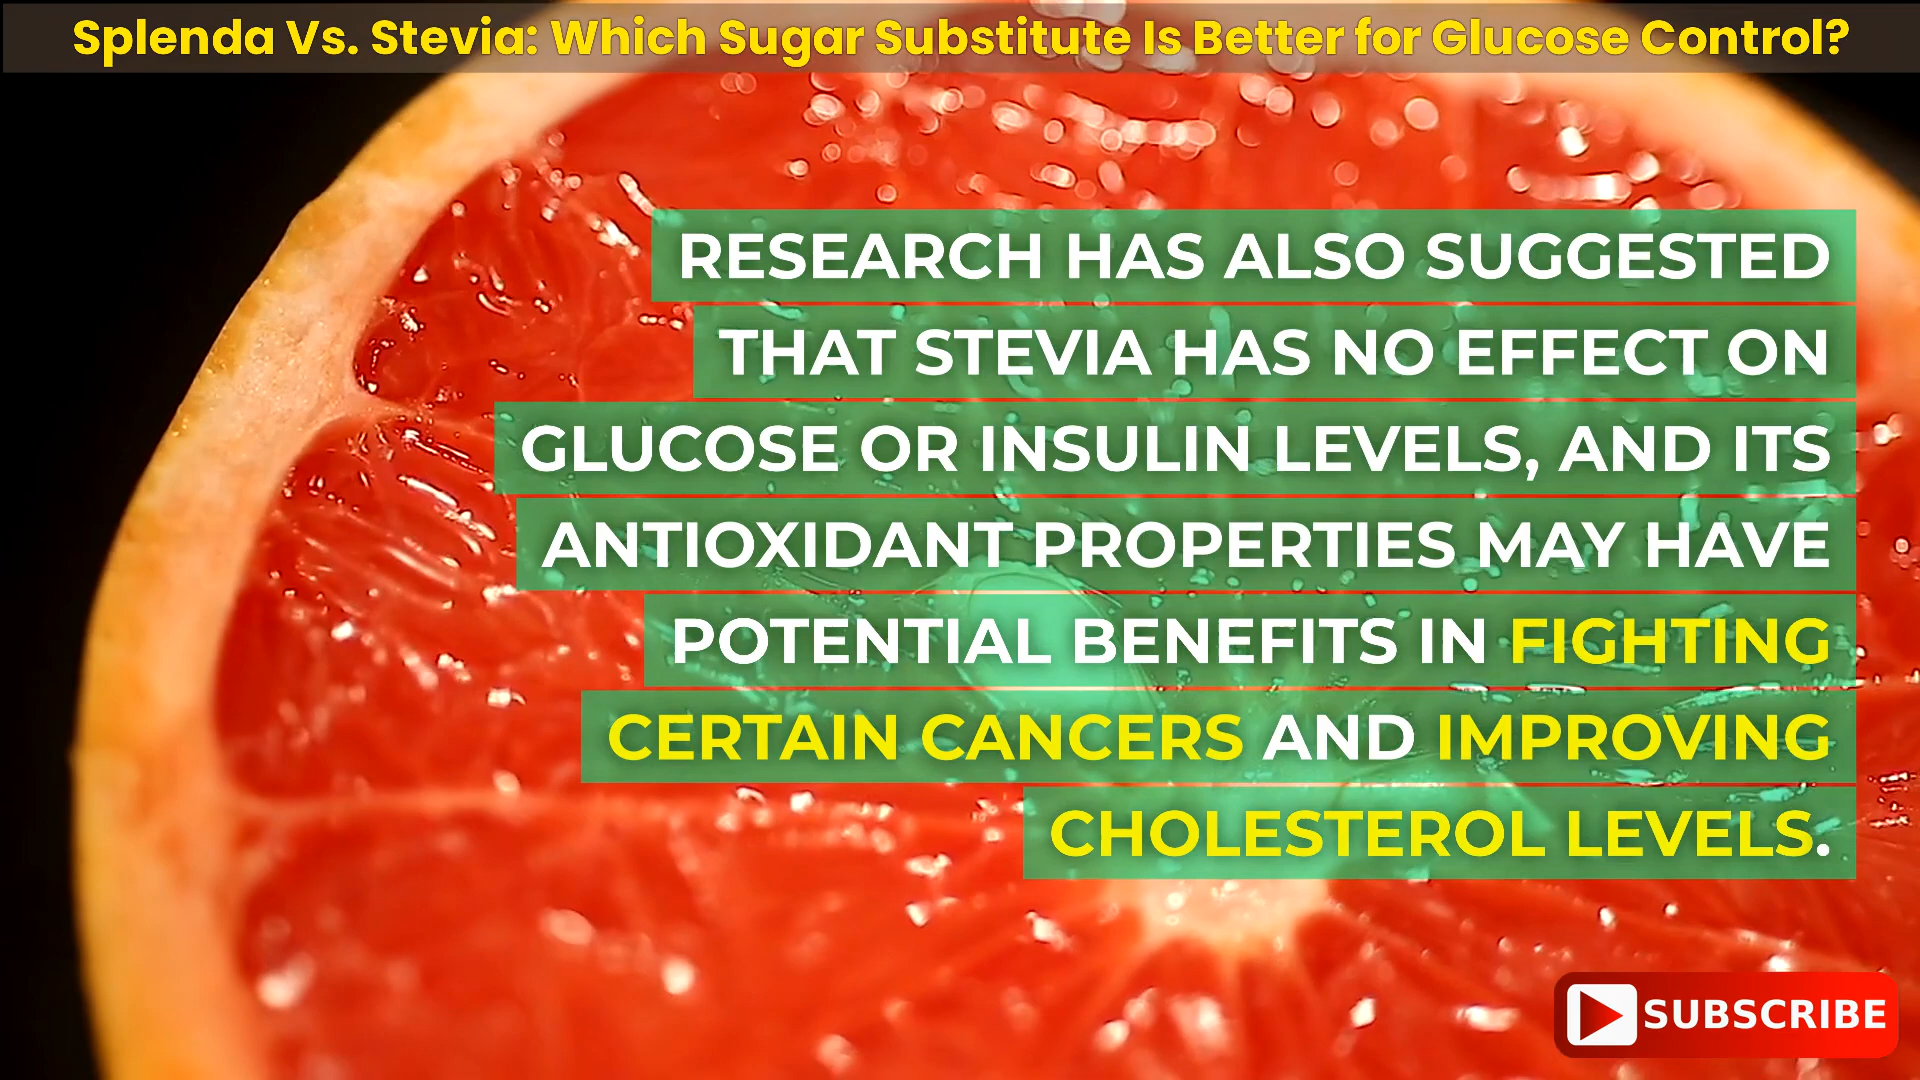 Splenda Vs. Stevia: Which Sugar Substitute Is Better for Glucose Control?
RESEARCH HAS ALSO SUGGESTED
THAT STEVIA HAS NO EFFECT ON
GLUCOSE OR INSULIN LEVELS, AND ITS
ANTIOXIDANT PROPERTIES MAY HAVE
POTENTIAL BENEFITS IN FIGHTING
CERTAIN CANCERS AND IMPROVING
CHOLESTEROL LEVELS.
SUBSCRIBE